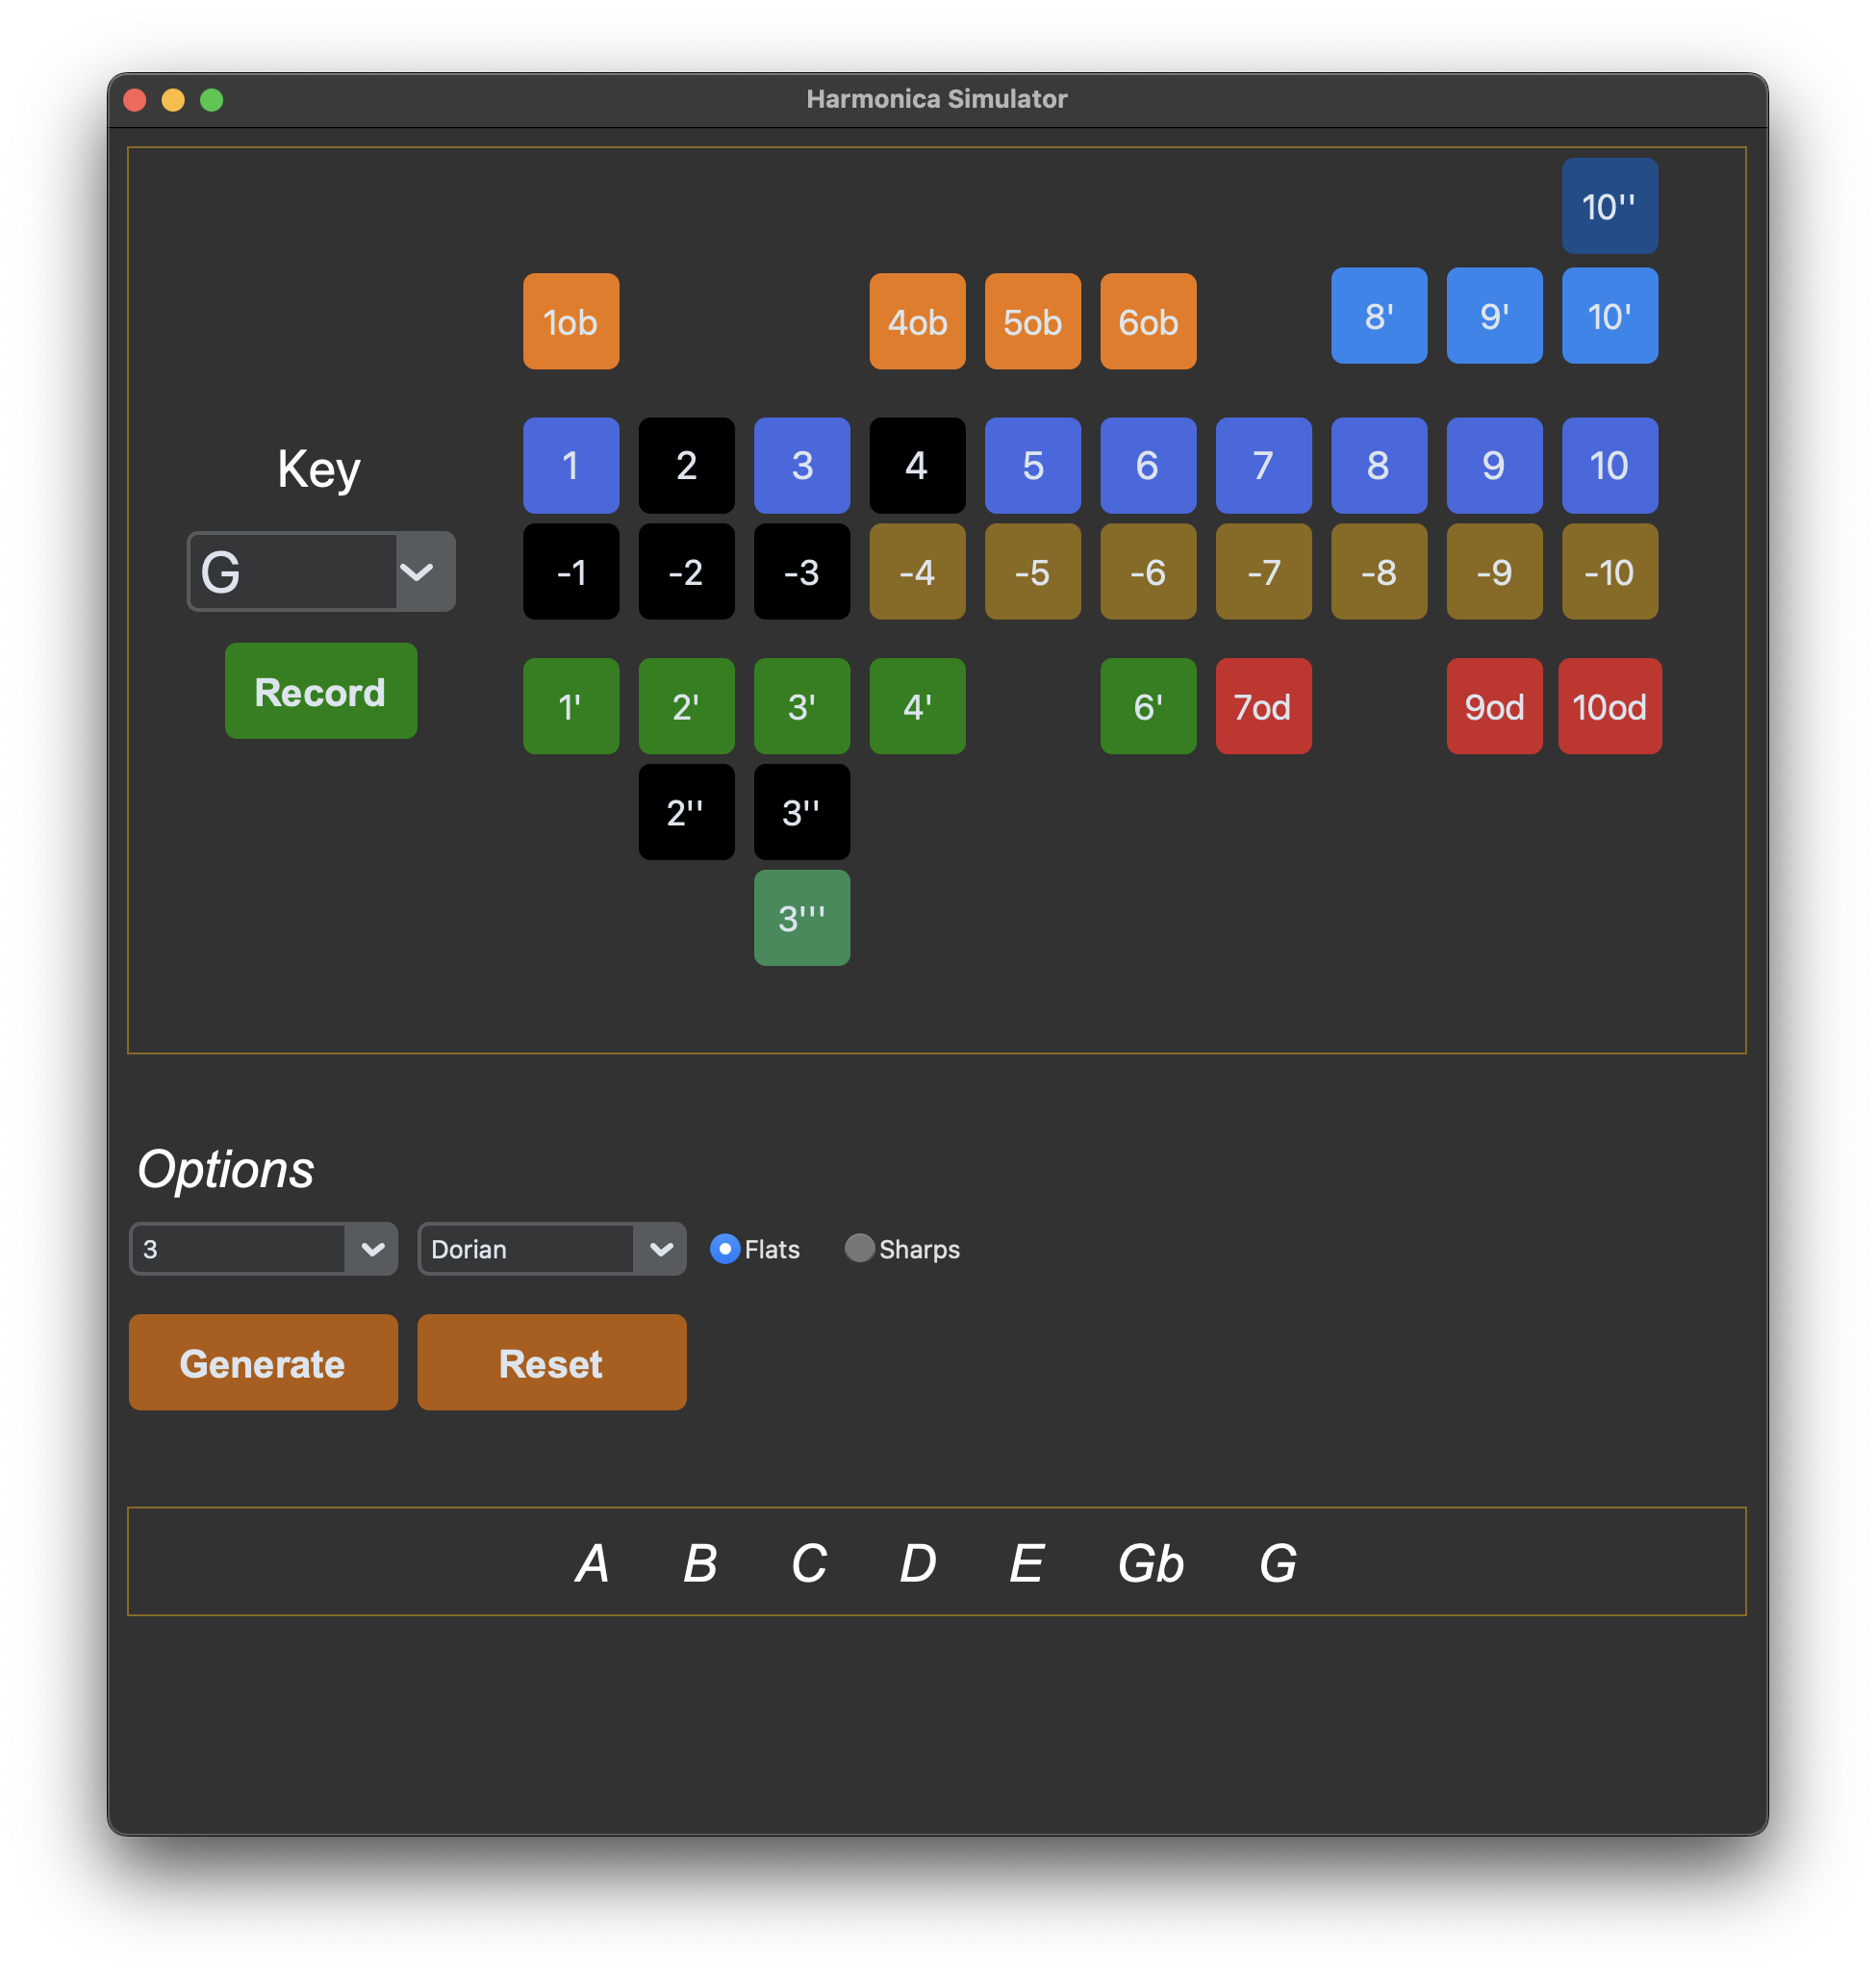 Harmonica Simulator
10''
1ob 4ob 5ob 6ob 8' 9' 10'
Key
1 2 3 4 5 6 7 8 9 10
G
-1 -2 -3 -4 -5 -6 -7 -8 -9 -10
Record
1' 2' 3' 4' 6' 7od 9od 10od
2'' 3''
3'''
Options
3 Dorian Flats Sharps
Generate Reset
A B C D E Gb G